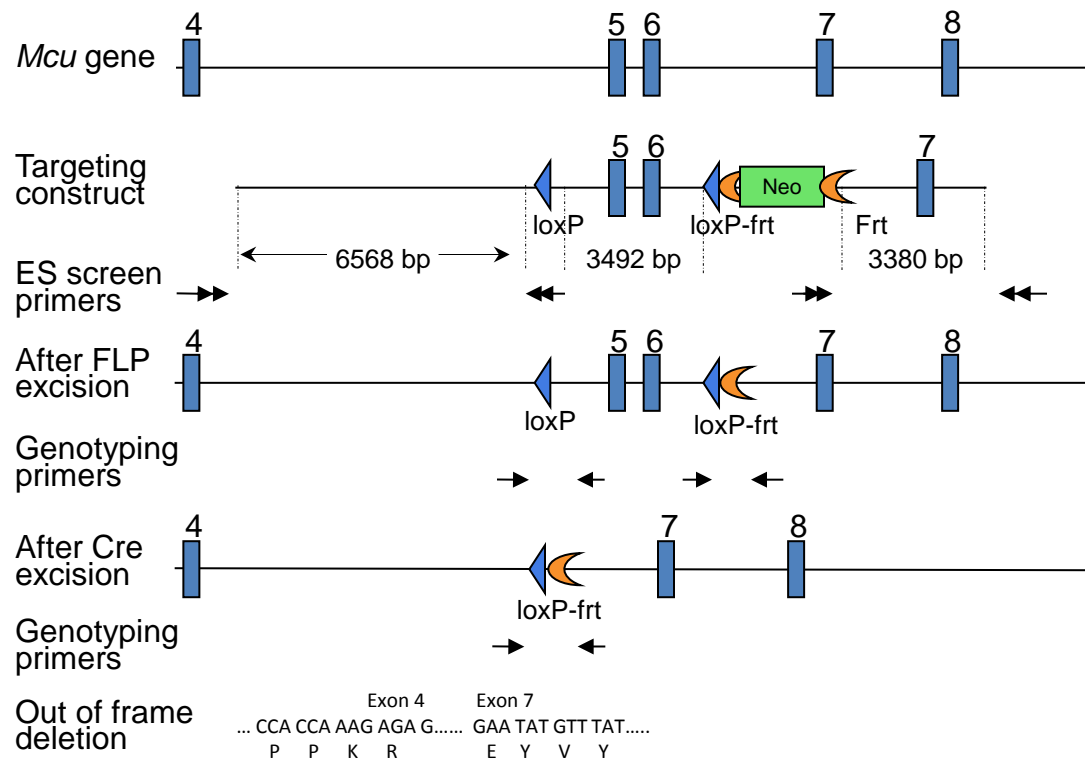 4 5 6 7 8
Mcu gene
5 6 7
Targeting construct
Neo
loxP loxP-frt Frt
6568 bp 3492 bp 3380 bp
ES screen primers
4 5 6 7 8
After FLP excision
loxP loxP-frt
Genotyping primers
4 7 8
After Cre excision
loxP-frt
Genotyping primers
Exon 4 Exon 7
Out of frame deletion
... CCA CCA AAG AGA G...... GAA TAT GTT TAT.....
P P K R E Y V Y